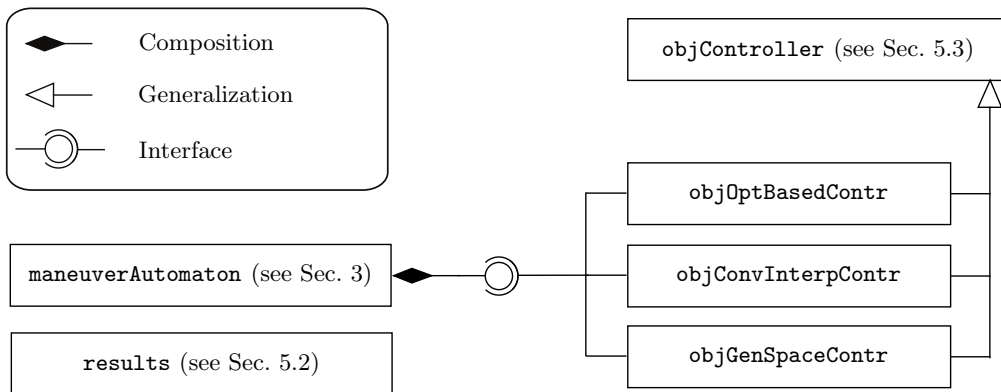 Composition
Generalization
Interface
objController (see Sec. 5.3)
objOptBasedContr
maneuverAutomaton (see Sec. 3)
objConvInterpContr
results (see Sec. 5.2)
objGenSpaceContr